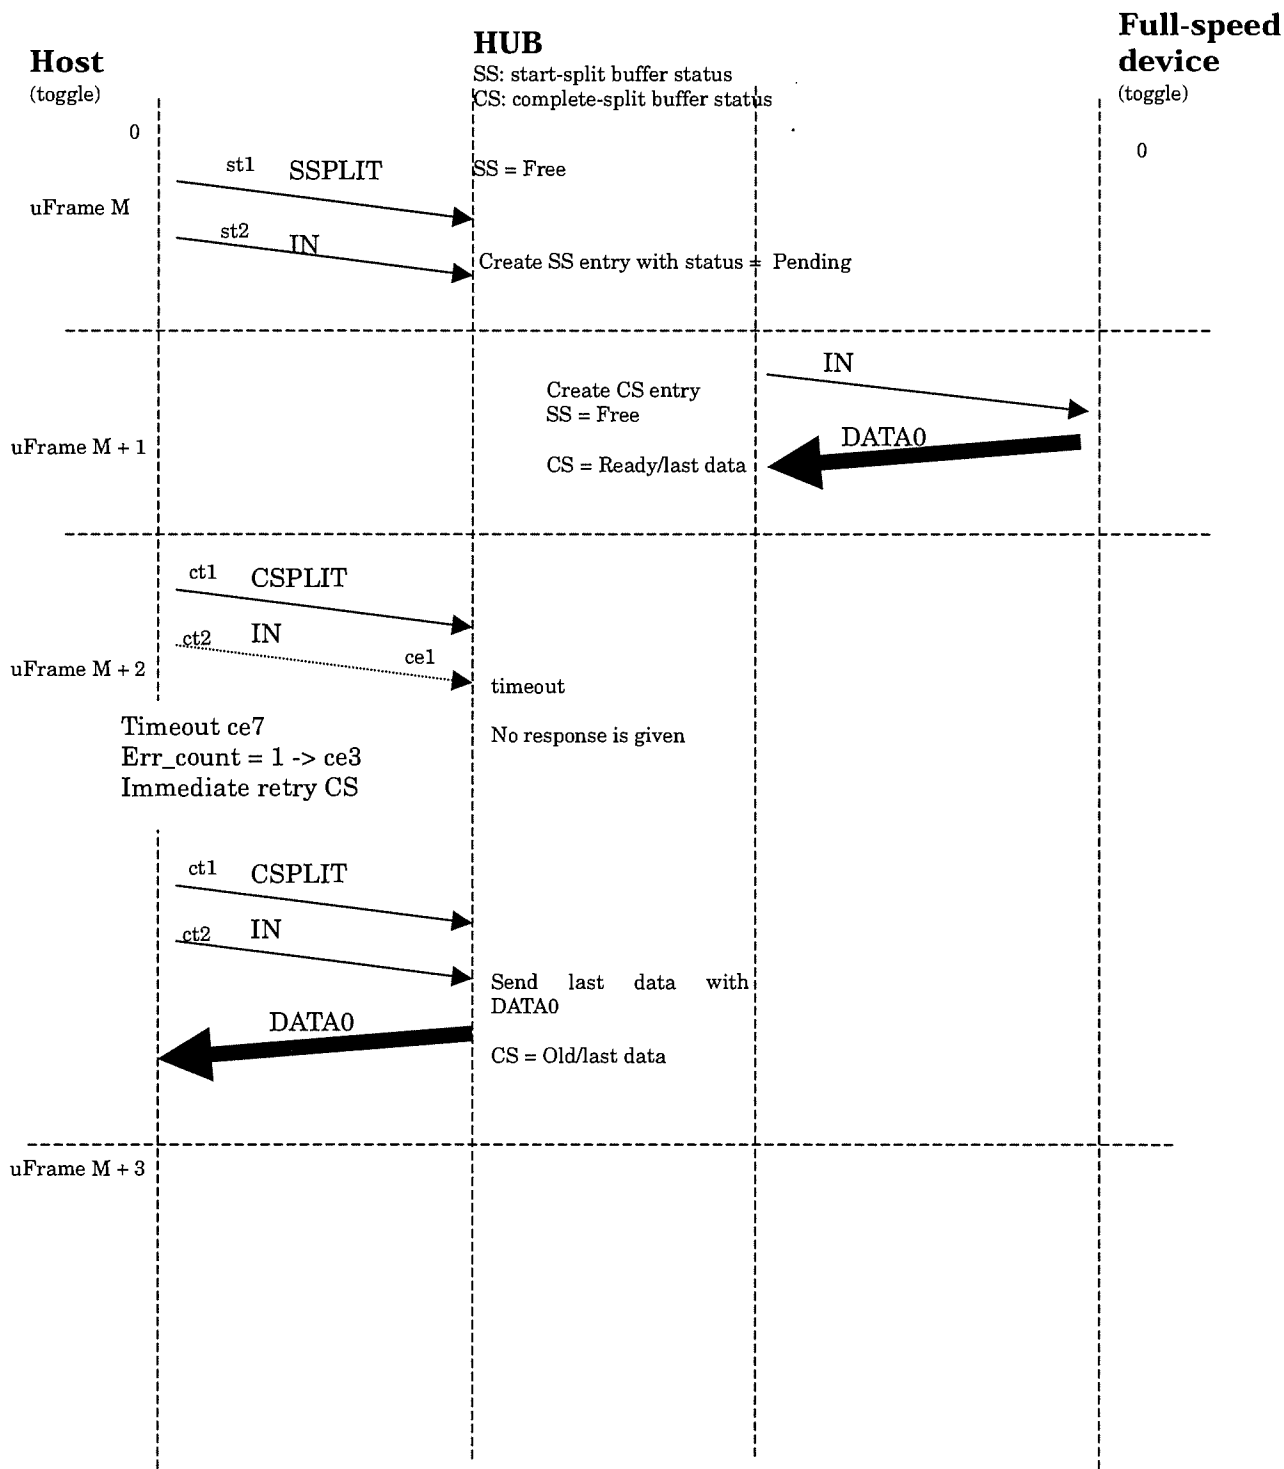 Full-speed
device
(toggle)
HUB
SS: start-split buffer status
CS: complete-split buffer status
Host
(toggle)
0
0
st1 SSPLIT
SS = Free
uFrame M
st2 IN
Create SS entry with status = Pending
IN
Create CS entry
SS = Free
DATA0
uFrame M + 1
CS = Ready/last data
ct1 CSPLIT
ct2 IN
ce1
uFrame M + 2
timeout
Timeout ce7
No response is given
Err_count = 1 -> ce3
Immediate retry CS
ct1 CSPLIT
ct2 IN
Send last data with
DATA0
DATA0
CS = Old/last data
uFrame M + 3